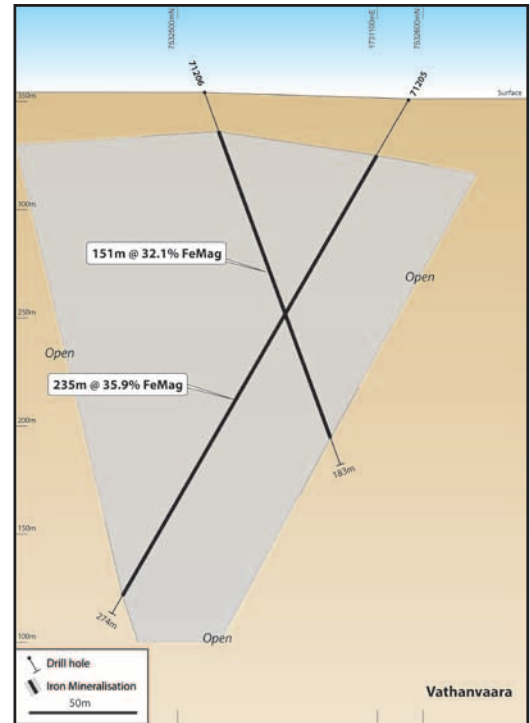 7532500mN
1731100mE
7532600mN
71206
71205
Surface
350m
300m
151m @ 32.1% FeMag
Open
250m
Open
235m @ 35.9% FeMag
200m
183m
150m
274m
100m
Open
Drill hole
Iron Mineralisation
50m
Vathanvaara